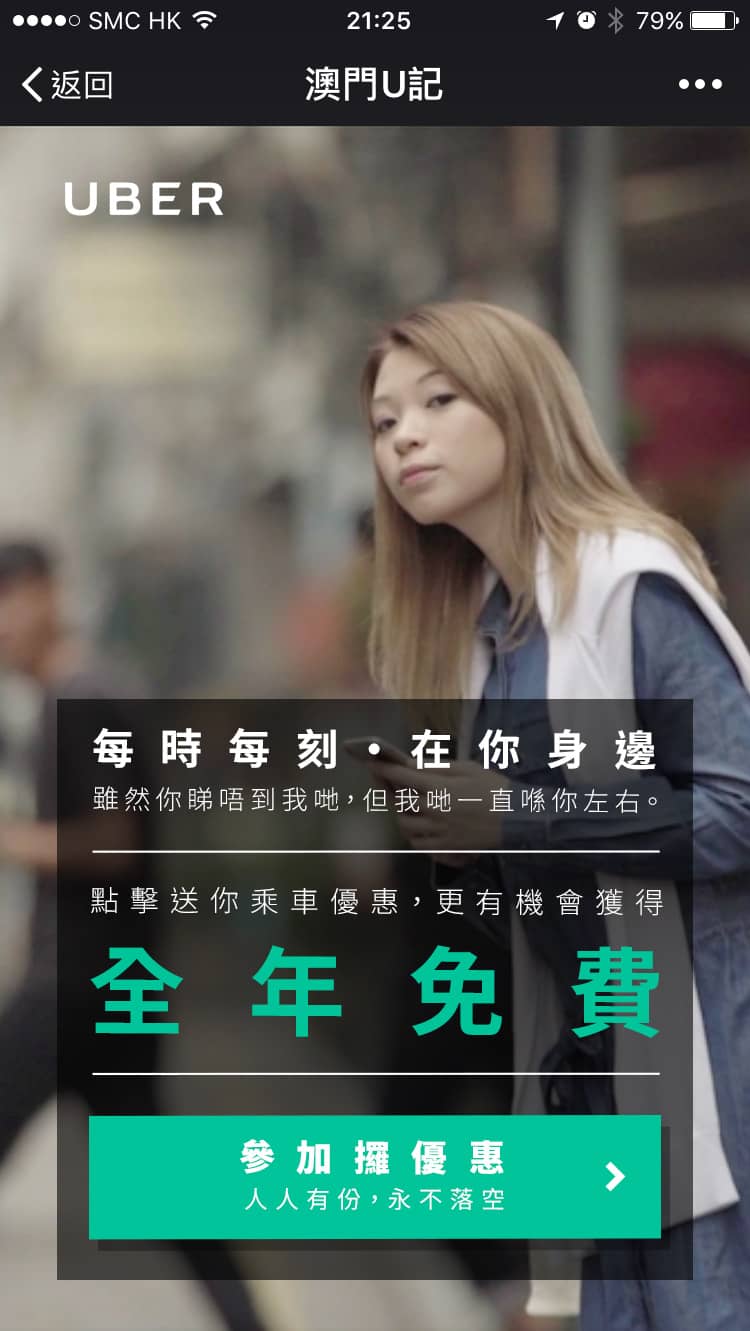 SMC HK
21:25
79%
返回
澳門U記
UBER
每時每刻・在你身邊
雖然你睇唔到我哋，但我哋一直喺你左右。
點擊送你乘車優惠，更有機會獲得
全年免費
參加攞優惠
人人有份，永不落空